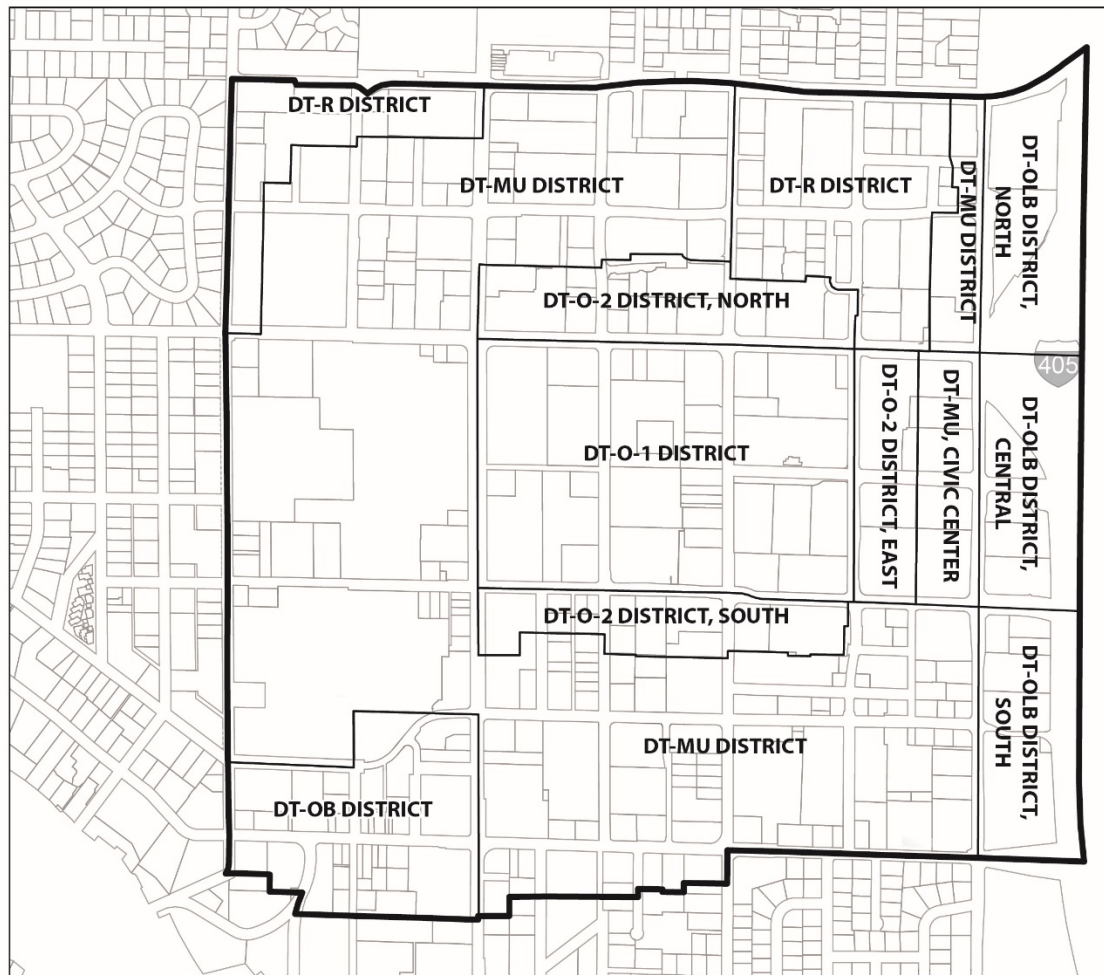 DT-R DISTRICT
DT-MU DISTRICT
DT-R DISTRICT
DT-MU DISTRICT
DT-OLB DISTRICT,
NORTH
DT-O-2 DISTRICT, NORTH
405
DT-O-1 DISTRICT
DT-O-2 DISTRICT, EAST
DT-MU, CIVIC CENTER
DT-OLB DISTRICT,
CENTRAL
DT-O-2 DISTRICT, SOUTH
DT-MU DISTRICT
DT-OLB DISTRICT,
SOUTH
DT-OB DISTRICT